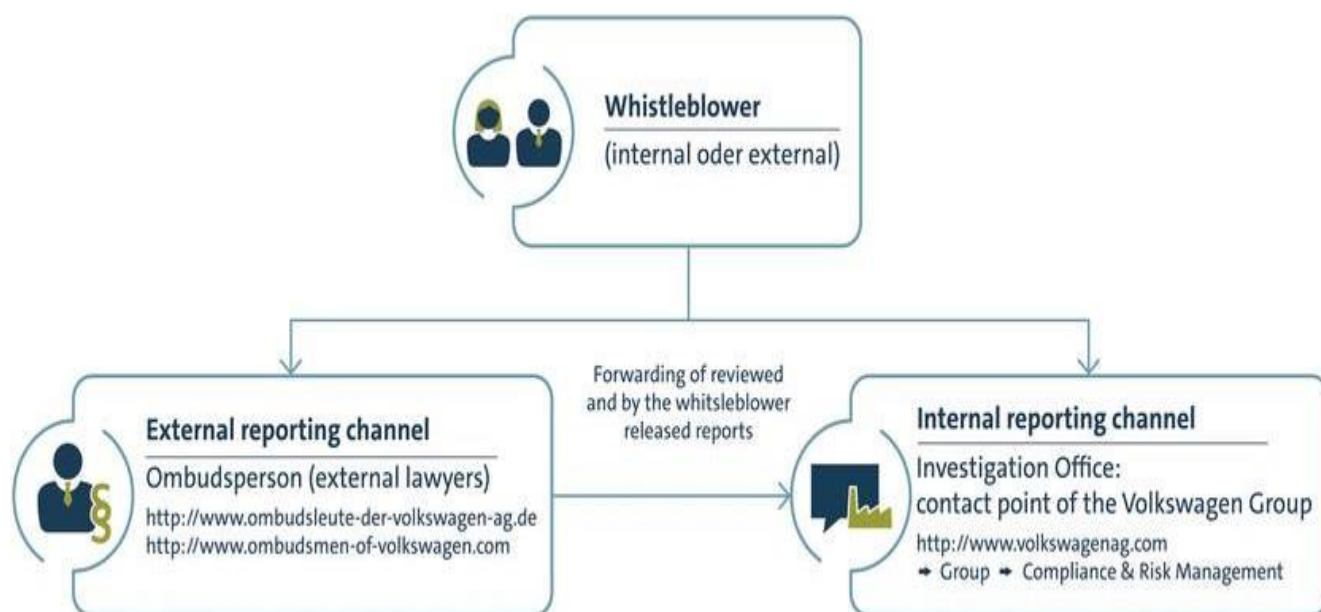 Whistleblower
(internal oder external)
Forwarding of reviewed
and by the whitsleblower
released reports
External reporting channel
Ombudsperson (external lawyers)
http://www.ombudsleute-der-volkswagen-ag.de
http://www.ombudsmen-of-volkswagen.com
Internal reporting channel
Investigation Office:
contact point of the Volkswagen Group
http://www.volkswagenag.com
➡ Group ➡ Compliance & Risk Management